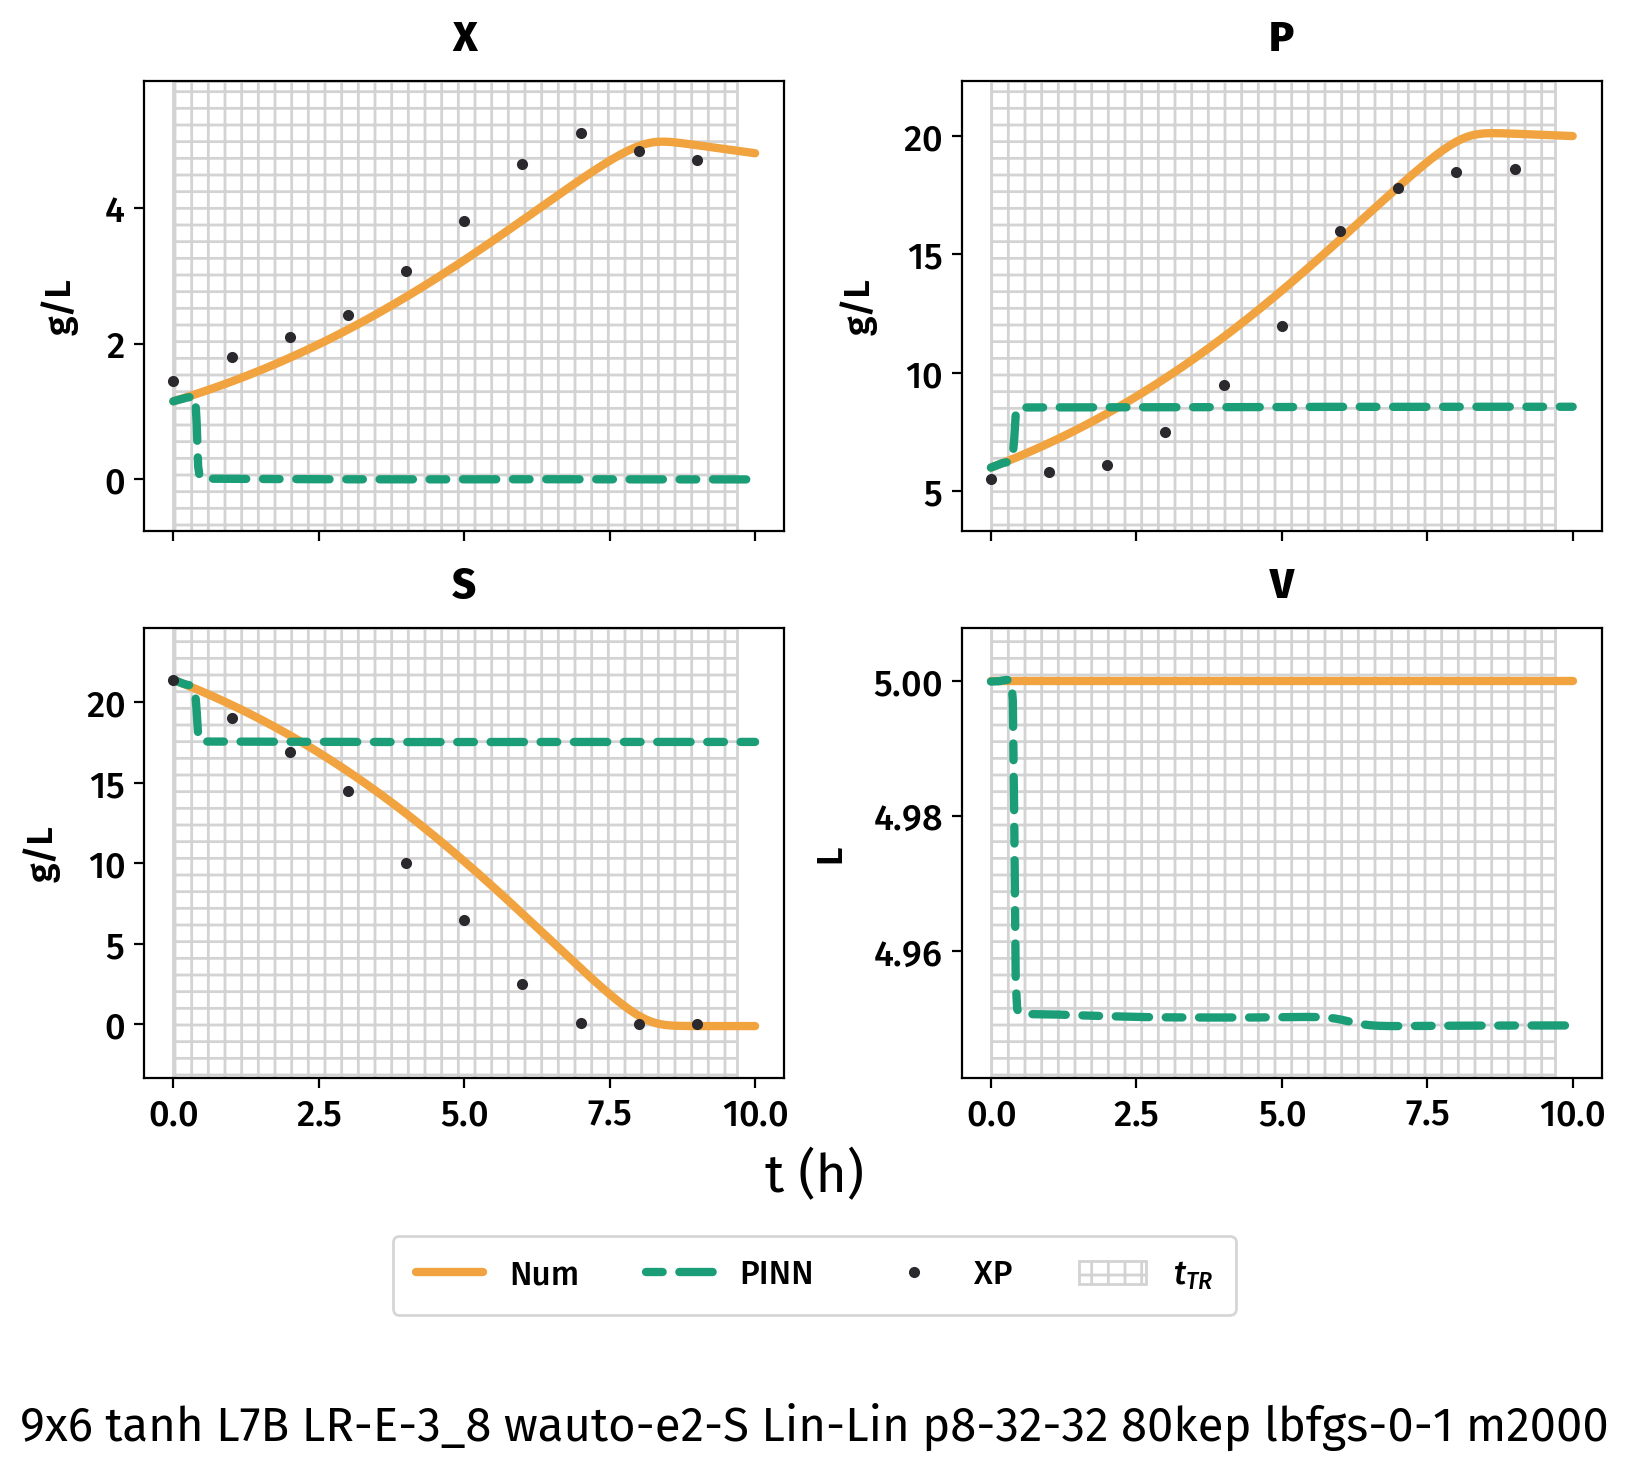 X
P
4
2
0
g/L
20
15
10
5
g/L
S
V
20
15
10
5
0
g/L
5.00
4.98
4.96
L
0.0 2.5 5.0 7.5 10.0
0.0 2.5 5.0 7.5 10.0
t (h)
Num PINN XP tTR
9x6 tanh L7B LR-E-3_8 wauto-e2-S Lin-Lin p8-32-32 80kep lbfgs-0-1 m2000